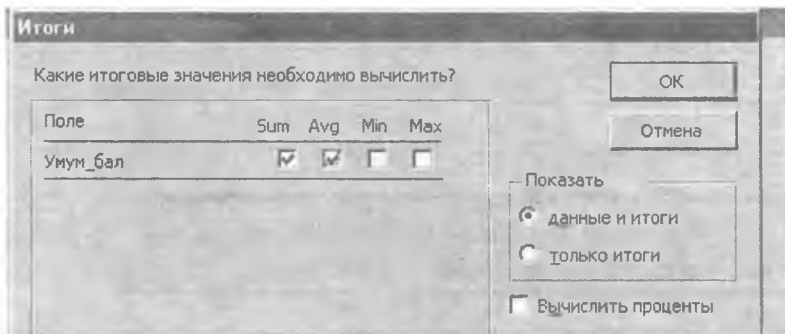 Итоги
Какие итоговые значения необходимо вычислить?
Поле Sum Avg Min Max
Умум_бал
ОК
Отмена
Показать
данные и итоги
только итоги
Вычислить проценты